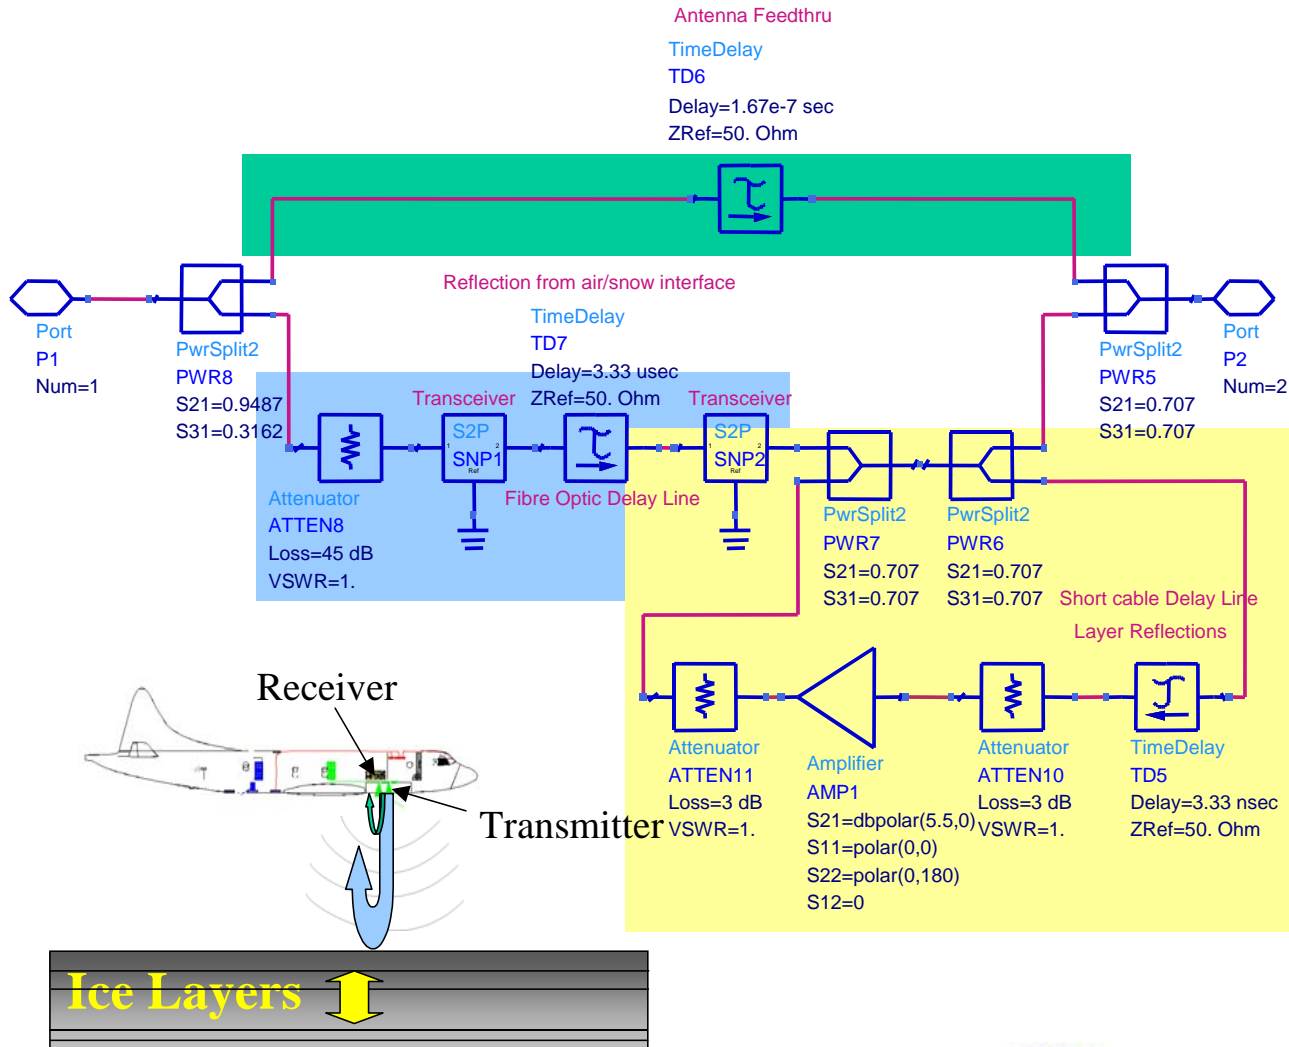 Antenna Feedthru
TimeDelay
TD6
Delay=1.67e-7 sec
ZRef=50. Ohm
Reflection from air/snow interface
Port
P1
Num=1
PwrSplit2
PWR8
S21=0.9487
S31=0.3162
TimeDelay
TD7
Delay=3.33 usec
ZRef=50. Ohm
PwrSplit2
PWR5
S21=0.707
S31=0.707
Port
P2
Num=2
Transceiver
Transceiver
1
2
S2P
SNP1
Ref
1
2
S2P
SNP2
Ref
Attenuator
ATTEN8
Loss=45 dB
VSWR=1.
Fibre Optic Delay Line
PwrSplit2
PWR7
S21=0.707
S31=0.707
PwrSplit2
PWR6
S21=0.707
S31=0.707
Short cable Delay Line
Layer Reflections
Attenuator
ATTEN11
Loss=3 dB
VSWR=1.
Amplifier
AMP1
S21=dbpolar(5.5,0)
S11=polar(0,0)
S22=polar(0,180)
S12=0
Attenuator
ATTEN10
Loss=3 dB
VSWR=1.
TimeDelay
TD5
Delay=3.33 nsec
ZRef=50. Ohm
Receiver
Transmitter
Ice Layers